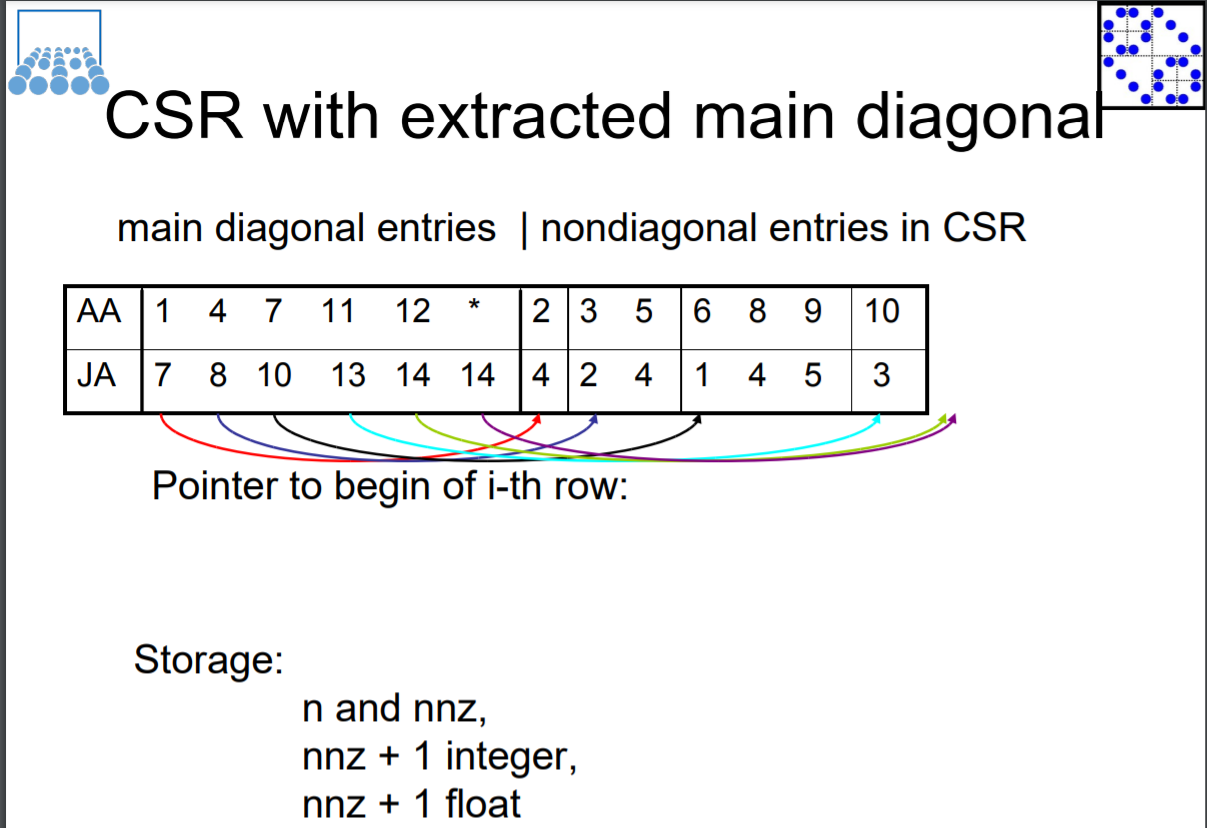 CSR with extracted main diagonal
main diagonal entries | nondiagonal entries in CSR
AA 1 4 7 11 12 * 2 3 5 6 8 9 10
JA 7 8 10 13 14 14 4 2 4 1 4 5 3
Pointer to begin of i-th row:
Storage:
n and nnz,
nnz + 1 integer,
nnz + 1 float